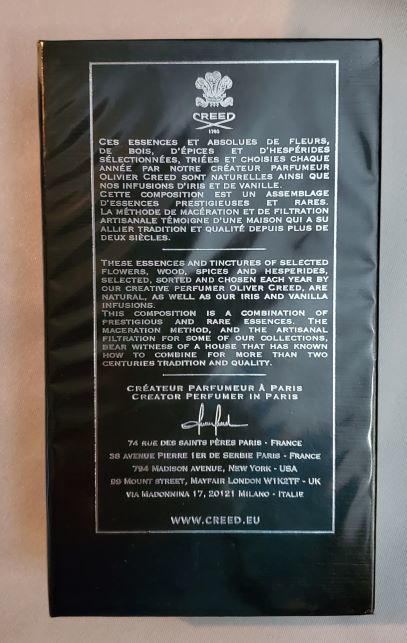 CREED
1760
CES ESSENCES ET ABSOLUES DE FLEURS,
DE BOIS, D'ÉPICES ET D'HESPÉRIDES
SÉLECTIONNÉES, TRIÉES ET CHOISIES CHAQUE
ANNÉE PAR NOTRE CRÉATEUR PARFUMEUR
OLIVIER CREED SONT NATURELLES AINSI QUE
NOS INFUSIONS D'IRIS ET DE VANILLE.
CETTE COMPOSITION EST UN ASSEMBLAGE
D'ESSENCES PRESTIGIEUSES ET RARES.
LA MÉTHODE DE MACÉRATION ET DE FILTRATION
ARTISANALE TÉMOIGNE D'UNE MAISON QUI A SU
ALLIER TRADITION ET QUALITÉ DEPUIS PLUS DE
DEUX SIÈCLES.
THESE ESSENCES AND TINCTURES OF SELECTED
FLOWERS, WOOD, SPICES AND HESPERIDES,
SELECTED, SORTED AND CHOSEN EACH YEAR BY
OUR CREATIVE PERFUMER OLIVER CREED, ARE
NATURAL, AS WELL AS OUR IRIS AND VANILLA
INFUSIONS.
THIS COMPOSITION IS A COMBINATION OF
PRESTIGIOUS AND RARE ESSENCES. THE
MAGERATION METHOD, AND THE ARTISANAL
FILTRATION FOR SOME OF OUR COLLECTIONS,
BEAR WITNESS OF A HOUSE THAT HAS KNOWN
HOW TO COMBINE FOR MORE THAN TWO
CENTURIES TRADITION AND QUALITY.
CRÉATEUR PARFUMEUR À PARIS
CREATOR PERFUMER IN PARIS
74 RUE DES SAINTS PÈRES PARIS - FRANCE
38 AVENUE PIERRE 1ER DE SERBIE PARIS - FRANCE
794 MADISON AVENUE, NEW YORK - USA
99 MOUNT STREET, MAYFAIR LONDON W1K2TF - UK
VIA MADONNINA 17, 20121 MILANO - ITALIE
WWW.CREED.EU